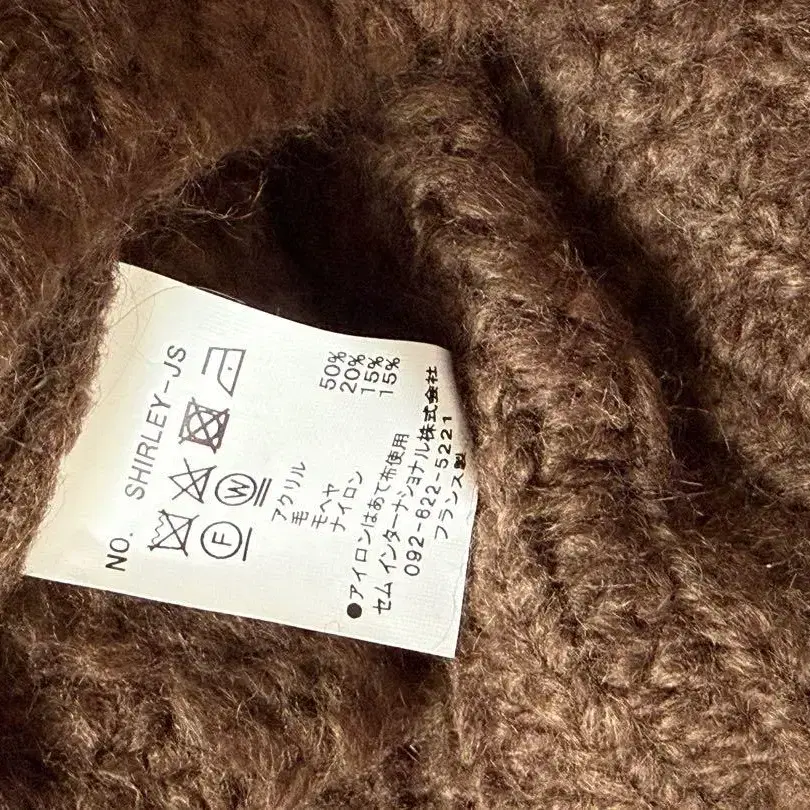 NO. SHIRLEY-JS
W
F
アクリル 50%
毛 20%
モヘヤ 15%
ナイロン 15%
●アイロンはあて布使用
セムインターナショナル株式会社
092-622-5221
フランス製